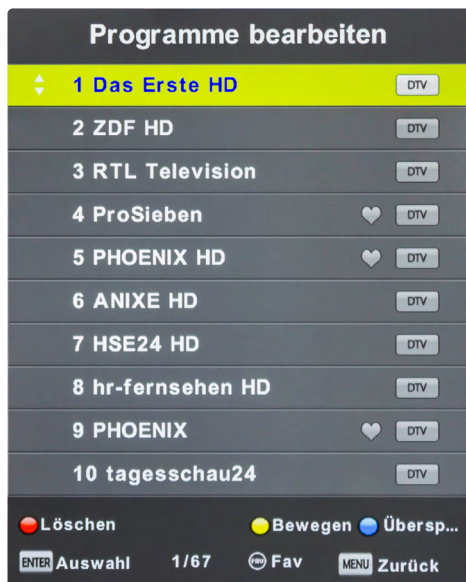 Programme bearbeiten
1 Das Erste HD DTV
2 ZDF HD DTV
3 RTL Television DTV
4 ProSieben DTV
5 PHOENIX HD DTV
6 ANIXE HD DTV
7 HSE24 HD DTV
8 hr-fernsehen HD DTV
9 PHOENIX DTV
10 tagesschau24 DTV
Löschen Bewegen Übersp...
ENTER Auswahl 1/67 FAV Fav MENU Zurück